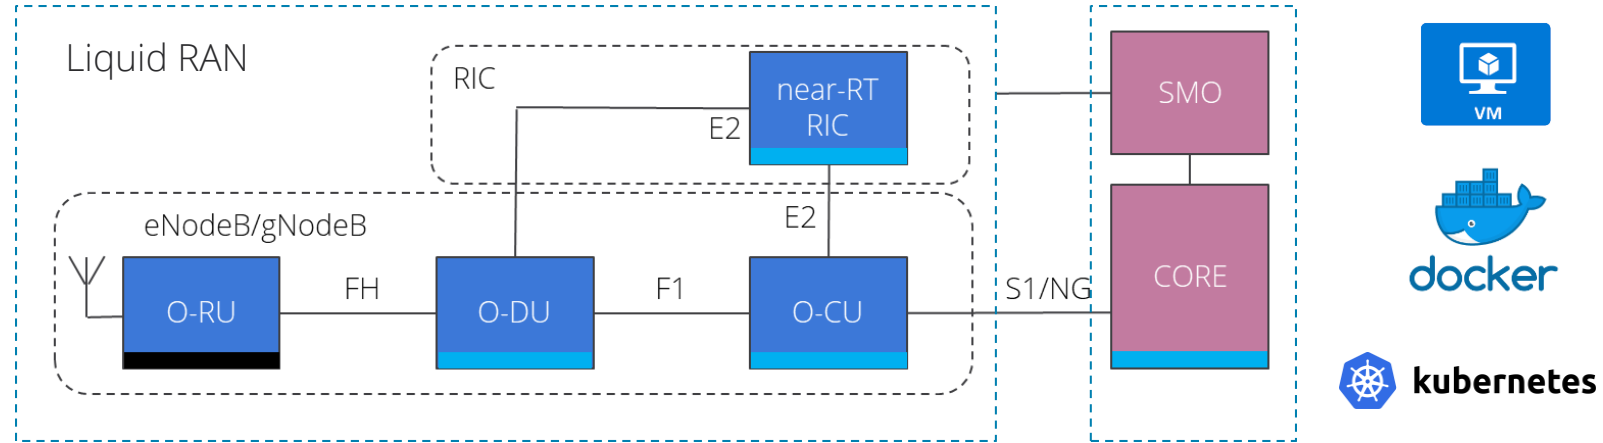 Liquid RAN
RIC
near-RT
RIC
E2
SMO
VM
eNodeB/gNodeB
E2
O-RU
FH
O-DU
F1
O-CU
S1/NG
CORE
docker
kubernetes